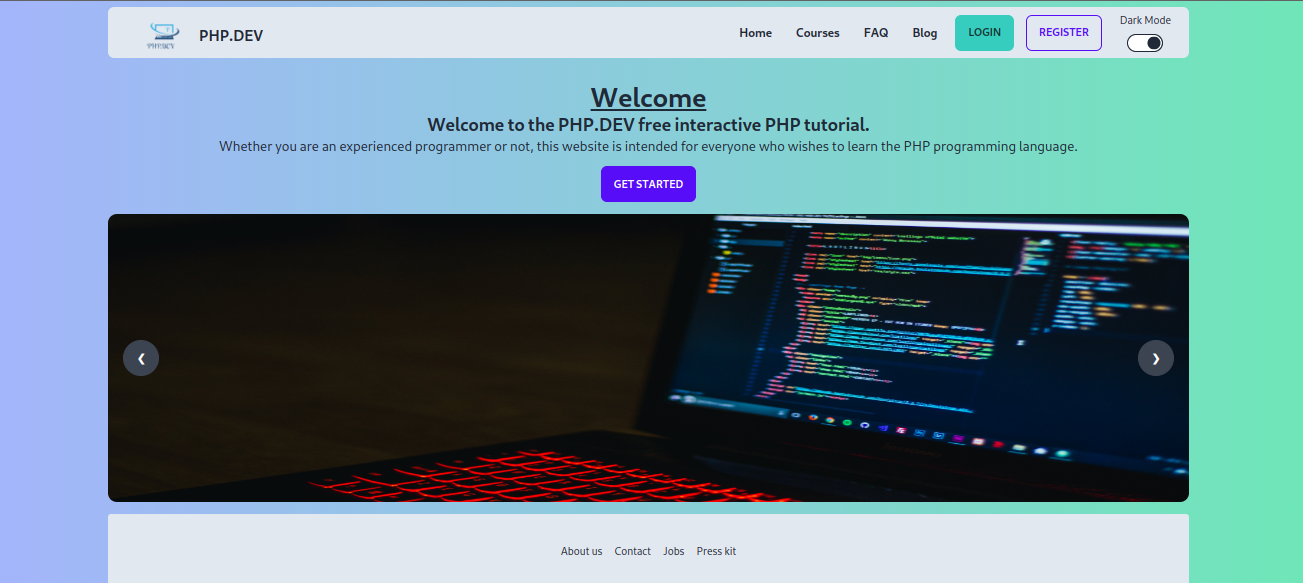 PHP.DEV
Home Courses FAQ Blog LOGIN REGISTER Dark Mode
Welcome
Welcome to the PHP.DEV free interactive PHP tutorial.
Whether you are an experienced programmer or not, this website is intended for everyone who wishes to learn the PHP programming language.
GET STARTED
❮ ❯
About us Contact Jobs Press kit